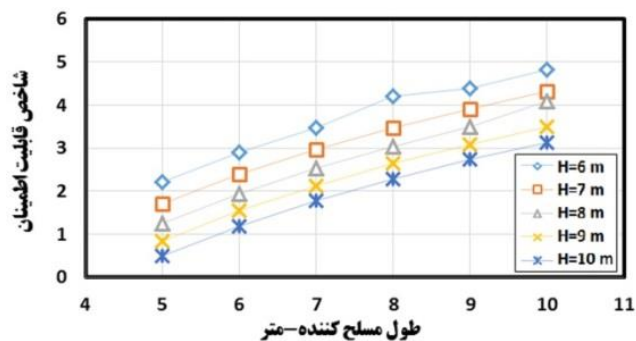 شاخص قابلیت اطمینان
6
5
4
3
2
1
0
H=6 m
H=7 m
H=8 m
H=9 m
H=10 m
4 5 6 7 8 9 10 11
طول مسلح کننده-متر